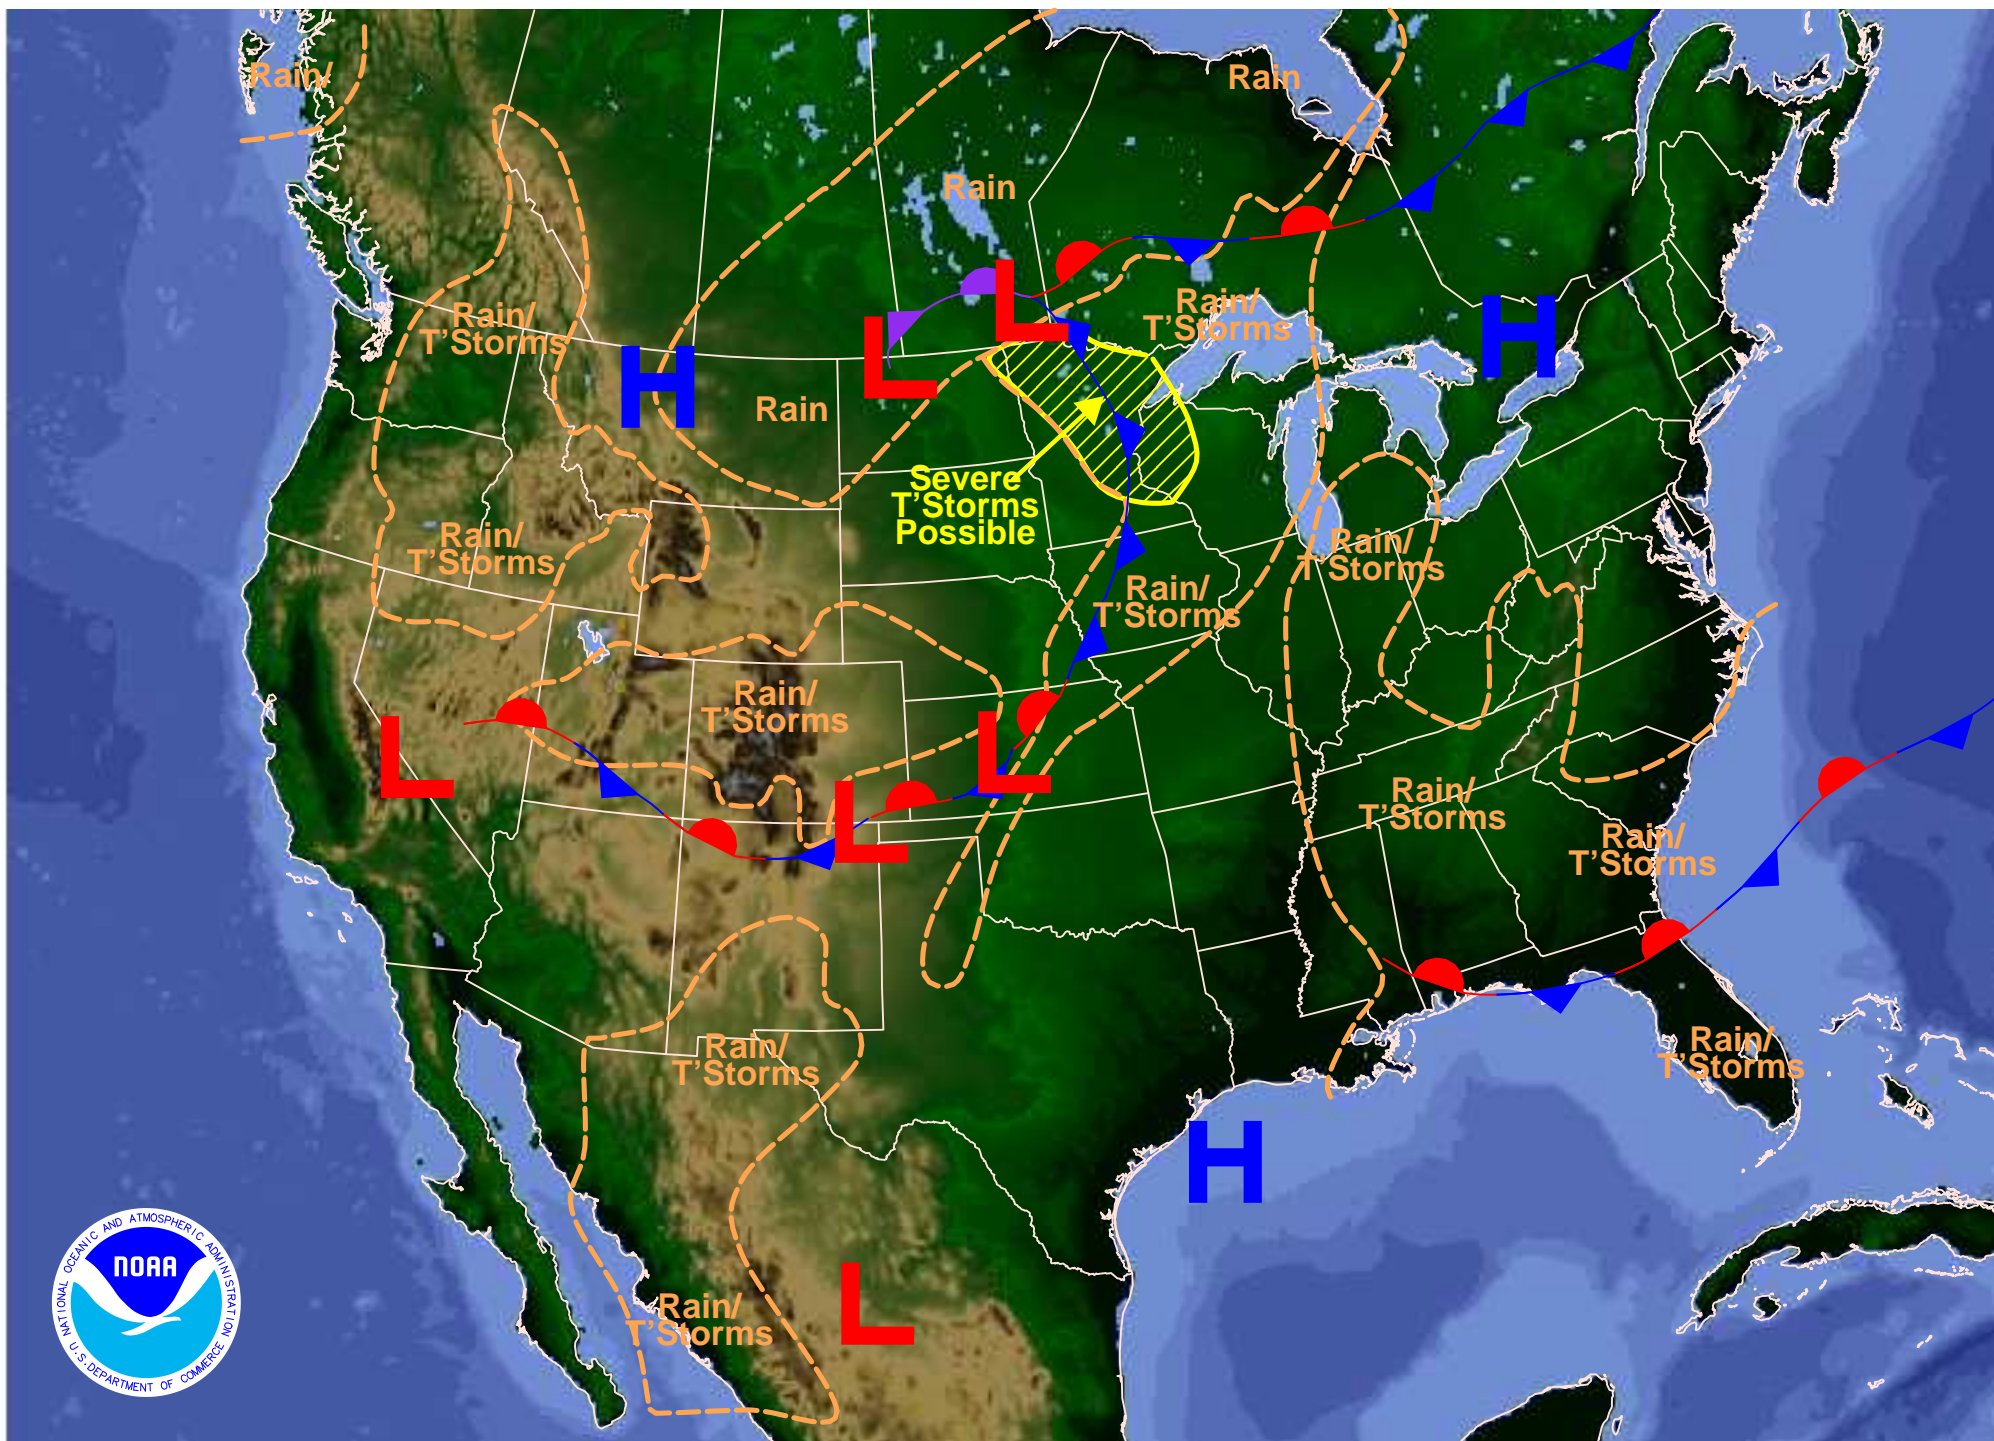 Rain/
Rain
Rain
Rain/
T'Storms
Rain/
T'Storms
H
H
L
L
Rain
Severe
T'Storms
Possible
Rain/
T'Storms
Rain/
T'Storms
Rain/
T'Storms
Rain/
T'Storms
L
L
L
Rain/
T'Storms
Rain/
T'Storms
Rain/
T'Storms
Rain/
T'Storms
H
L
Rain/
T'Storms
NATIONAL OCEANIC AND ATMOSPHERIC ADMINISTRATION
NOAA
U.S. DEPARTMENT OF COMMERCE